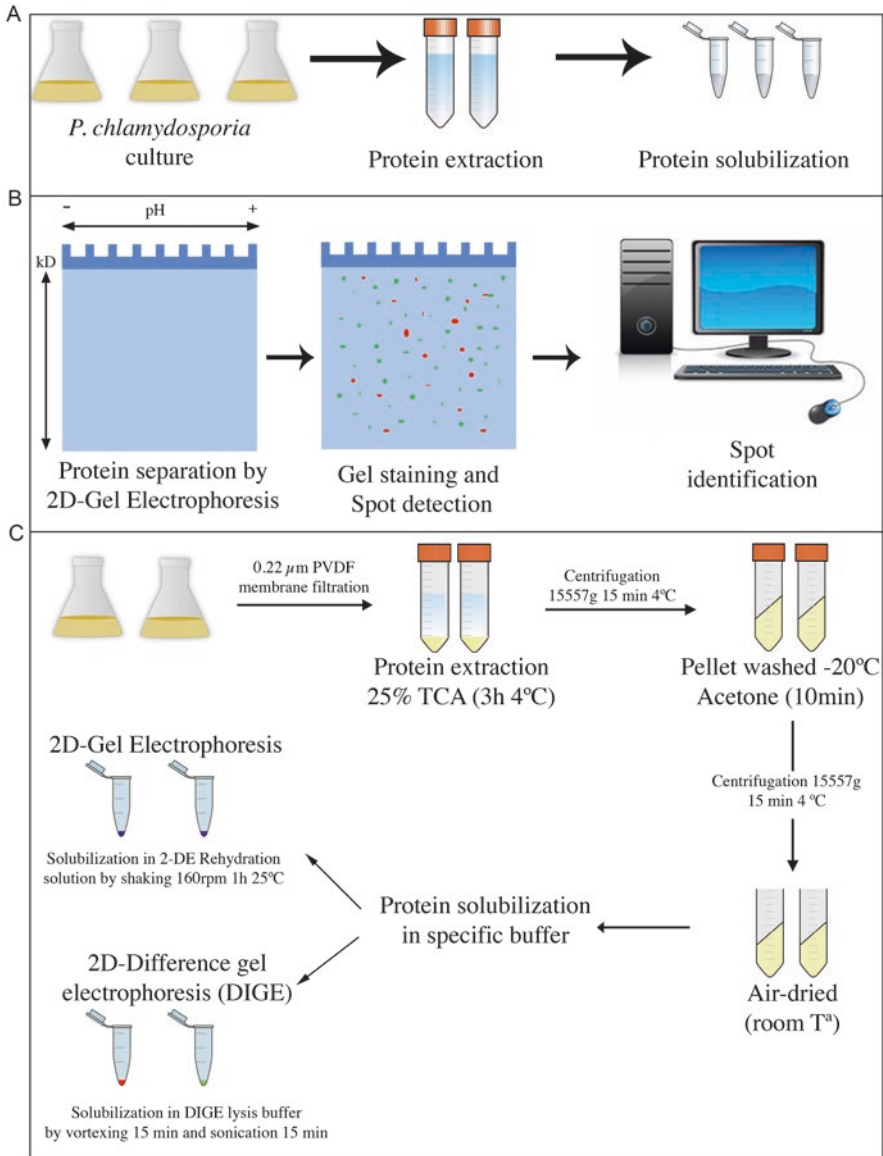 A
P. chlamydosporia
culture
Protein extraction
Protein solubilization
B
- pH +
kD
Protein separation by
2D-Gel Electrophoresis
Gel staining and
Spot detection
Spot
identification
C
0.22 µm PVDF
membrane filtration
Protein extraction
25% TCA (3h 4ºC)
Centrifugation
15557g 15 min 4ºC
Pellet washed -20ºC
Acetone (10min)
Centrifugation 15557g
15 min 4 ºC
Air-dried
(room Tª)
Protein solubilization
in specific buffer
2D-Gel Electrophoresis
Solubilization in 2-DE Rehydration
solution by shaking 160rpm 1h 25ºC
2D-Difference gel
electrophoresis (DIGE)
Solubilization in DIGE lysis buffer
by vortexing 15 min and sonication 15 min